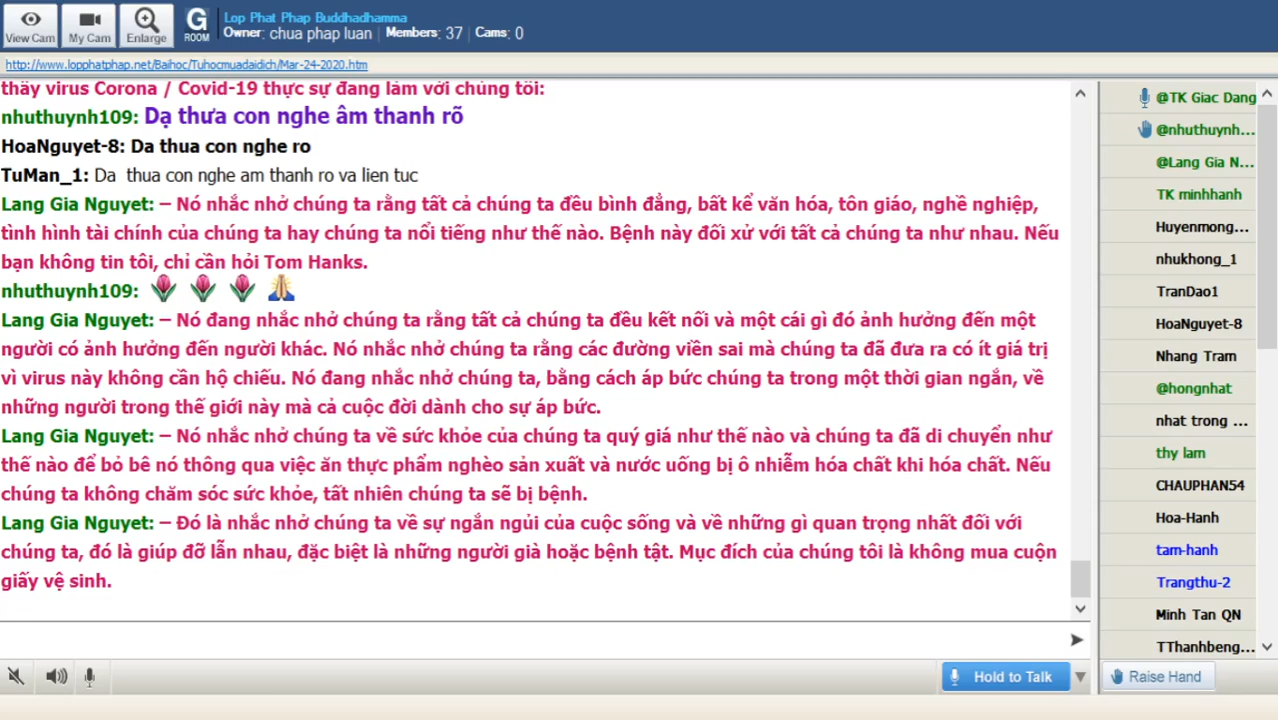 View Cam
My Cam
Enlarge
G
ROOM
Lop Phat Phap Buddhadhamma
Owner: chua phap luan Members: 37 Cams: 0
http://www.lopphatphap.net/Baihoc/Tuhocmuadaidich/Mar-24-2020.htm
thấy virus Corona / Covid-19 thực sự đang làm với chúng tôi:
nhuthuynh109: Dạ thưa con nghe âm thanh rõ
HoaNguyet-8: Da thua con nghe ro
TuMan_1: Da thua con nghe am thanh ro va lien tuc
Lang Gia Nguyet: – Nó nhắc nhở chúng ta rằng tất cả chúng ta đều bình đẳng, bất kể văn hóa, tôn giáo, nghề nghiệp,
tình hình tài chính của chúng ta hay chúng ta nổi tiếng như thế nào. Bệnh này đối xử với tất cả chúng ta như nhau. Nếu
bạn không tin tôi, chỉ cần hỏi Tom Hanks.
nhuthuynh109:
Lang Gia Nguyet: – Nó đang nhắc nhở chúng ta rằng tất cả chúng ta đều kết nối và một cái gì đó ảnh hưởng đến một
người có ảnh hưởng đến người khác. Nó nhắc nhở chúng ta rằng các đường viền sai mà chúng ta đã đưa ra có ít giá trị
vì virus này không cần hộ chiếu. Nó đang nhắc nhở chúng ta, bằng cách áp bức chúng ta trong một thời gian ngắn, về
những người trong thế giới này mà cả cuộc đời dành cho sự áp bức.
Lang Gia Nguyet: – Nó nhắc nhở chúng ta về sức khỏe của chúng ta quý giá như thế nào và chúng ta đã di chuyển như
thế nào để bỏ bê nó thông qua việc ăn thực phẩm nghèo sản xuất và nước uống bị ô nhiễm hóa chất khi hóa chất. Nếu
chúng ta không chăm sóc sức khỏe, tất nhiên chúng ta sẽ bị bệnh.
Lang Gia Nguyet: – Đó là nhắc nhở chúng ta về sự ngắn ngủi của cuộc sống và về những gì quan trọng nhất đối với
chúng ta, đó là giúp đỡ lẫn nhau, đặc biệt là những người già hoặc bệnh tật. Mục đích của chúng tôi là không mua cuộn
giấy vệ sinh.
Hold to Talk
@TK Giac Dang
@nhuthuynh...
@Lang Gia N...
TK minhhanh
Huyenmong...
nhukhong_1
TranDao1
HoaNguyet-8
Nhang Tram
@hongnhat
nhat trong ...
thy lam
CHAUPHAN54
Hoa-Hanh
tam-hanh
Trangthu-2
Minh Tan QN
TThanhbeng...
Raise Hand